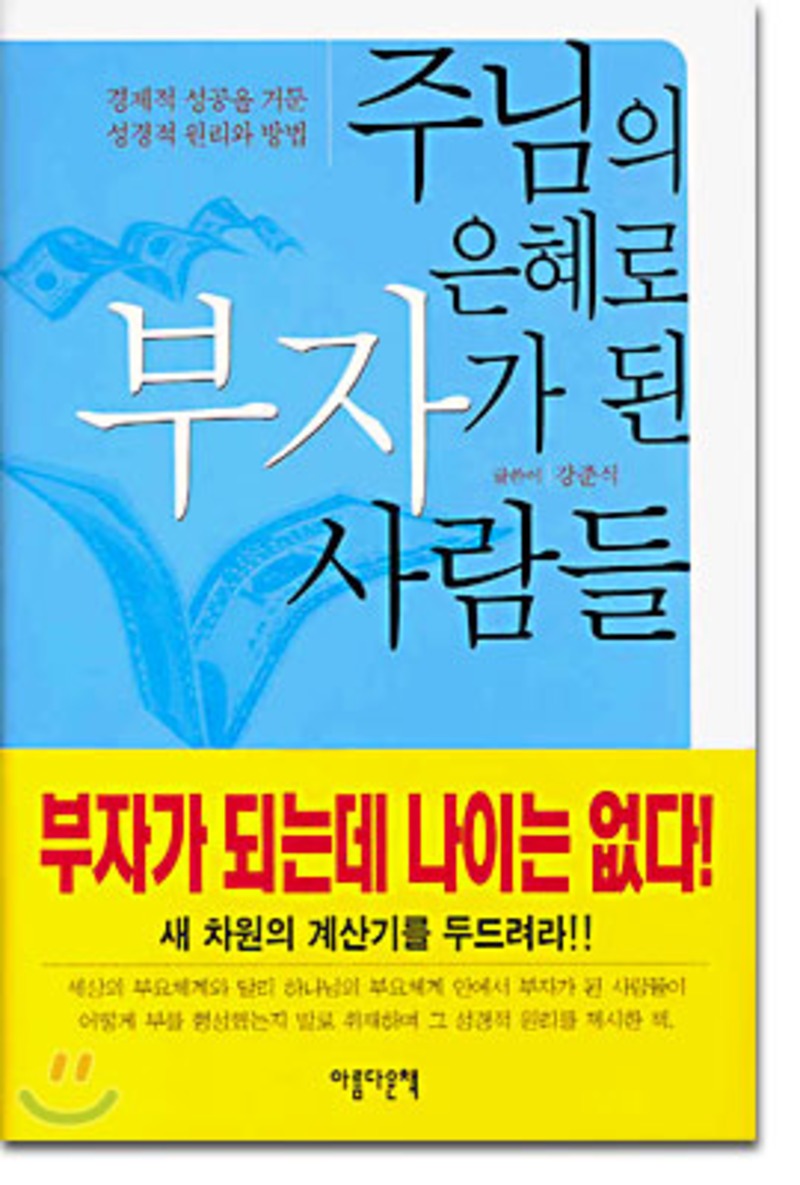 경제적 성공을 거둔
성경적 원리와 방법
주님의
은혜로
부자가 된
글쓴이 강준석
사람들
부자가 되는데 나이는 없다!
새 차원의 계산기를 두드려라!!
세상의 부요체계와 달리 하나님의 부요체계 안에서 부자가 된 사람들이
어떻게 부를 형성했는지 발로 취재하며 그 성경적 원리를 제시한 책.
아름다운책